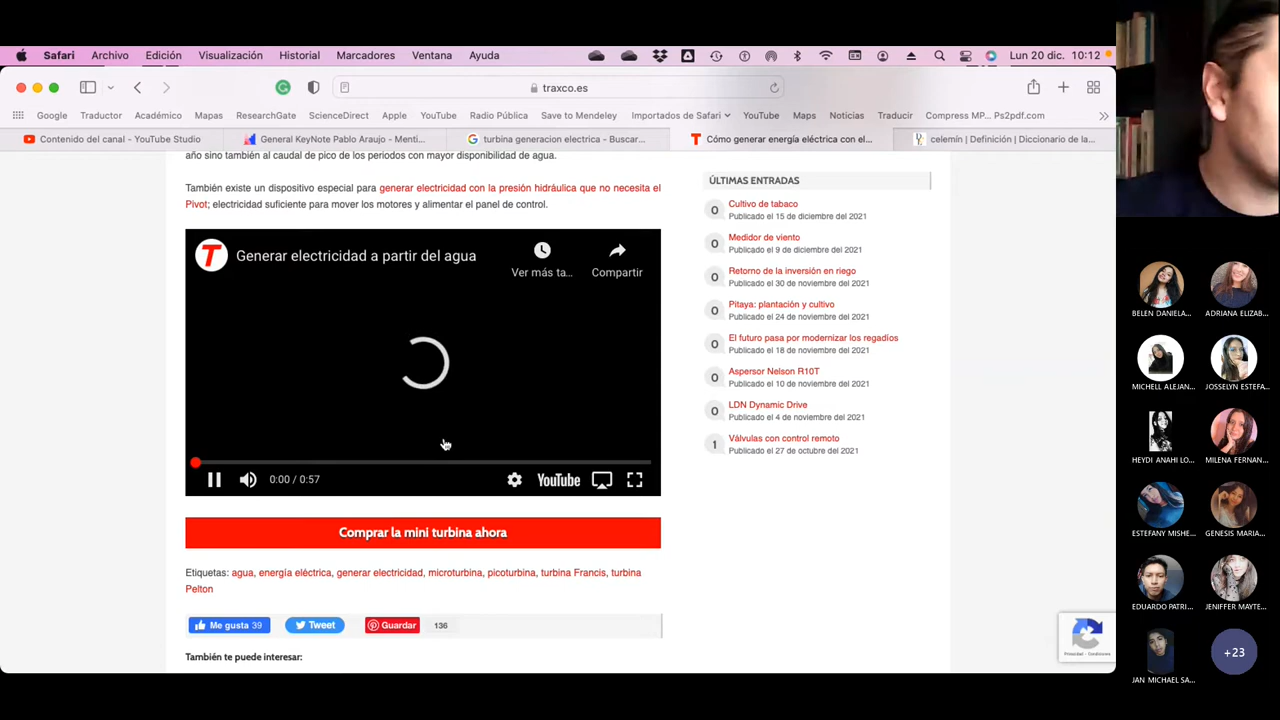 Safari Archivo Edición Visualización Historial Marcadores Ventana Ayuda Lun 20 dic. 10:12
traxco.es
Google Traductor Académico Mapas ResearchGate ScienceDirect Apple YouTube Radio Pública Save to Mendeley Importados de Safari YouTube Maps Noticias Traducir Compress MP... Ps2pdf.com
Contenido del canal - YouTube Studio General KeyNote Pablo Araujo - Menti... turbina generacion electrica - Buscar... Cómo generar energía eléctrica con el... celemín | Definición | Diccionario de la...
año sino también al caudal de pico de los periodos con mayor disponibilidad de agua.
También existe un dispositivo especial para generar electricidad con la presión hidráulica que no necesita el
Pivot; electricidad suficiente para mover los motores y alimentar el panel de control.
T Generar electricidad a partir del agua
Ver más ta... Compartir
0:00 / 0:57 YouTube
Comprar la mini turbina ahora
Etiquetas: agua, energía eléctrica, generar electricidad, microturbina, picoturbina, turbina Francis, turbina
Pelton
Me gusta 39 Tweet Guardar 136
También te puede interesar:
ÚLTIMAS ENTRADAS
0 Cultivo de tabaco
Publicado el 15 de diciembre del 2021
0 Medidor de viento
Publicado el 9 de diciembre del 2021
0 Retorno de la inversión en riego
Publicado el 30 de noviembre del 2021
0 Pitaya: plantación y cultivo
Publicado el 24 de noviembre del 2021
0 El futuro pasa por modernizar los regadíos
Publicado el 18 de noviembre del 2021
0 Aspersor Nelson R10T
Publicado el 10 de noviembre del 2021
0 LDN Dynamic Drive
Publicado el 4 de noviembre del 2021
1 Válvulas con control remoto
Publicado el 27 de octubre del 2021
Privacidad - Condiciones
BELEN DANIELA... ADRIANA ELIZAB...
MICHELL ALEJAN... JOSSELYN ESTEFA...
HEYDI ANAHI LO... MILENA FERNAN...
ESTEFANY MISHE... GENESIS MARIA...
EDUARDO PATRI... JENIFFER MAYTE...
+23
JAN MICHAEL SA...